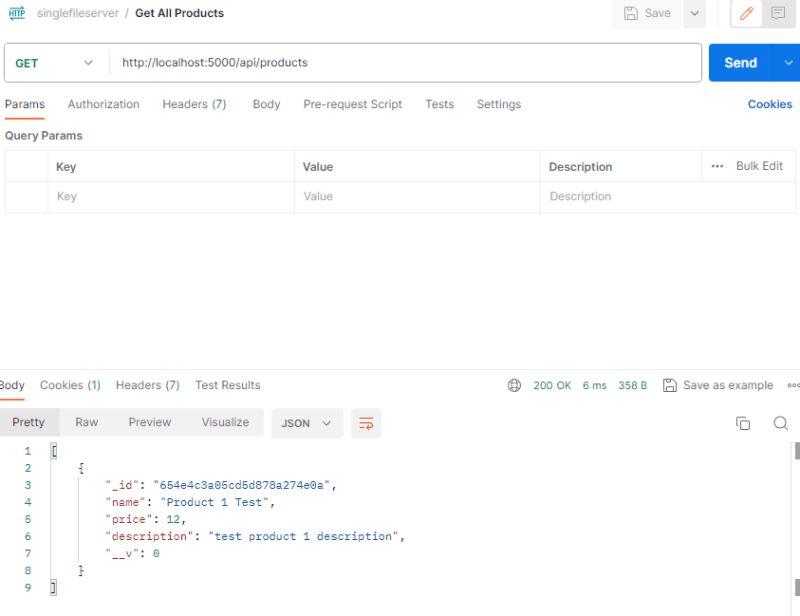 HTTP singlefileserver / Get All Products Save
GET http://localhost:5000/api/products Send
Params Authorization Headers (7) Body Pre-request Script Tests Settings Cookies
Query Params
Key Value Description ••• Bulk Edit
Key Value Description
Body Cookies (1) Headers (7) Test Results 200 OK 6 ms 358 B Save as example
Pretty Raw Preview Visualize JSON
1 [
2 {
3 "_id": "654e4c3a05cd5d878a274e0a",
4 "name": "Product 1 Test",
5 "price": 12,
6 "description": "test product 1 description",
7 "__v": 0
8 }
9 ]